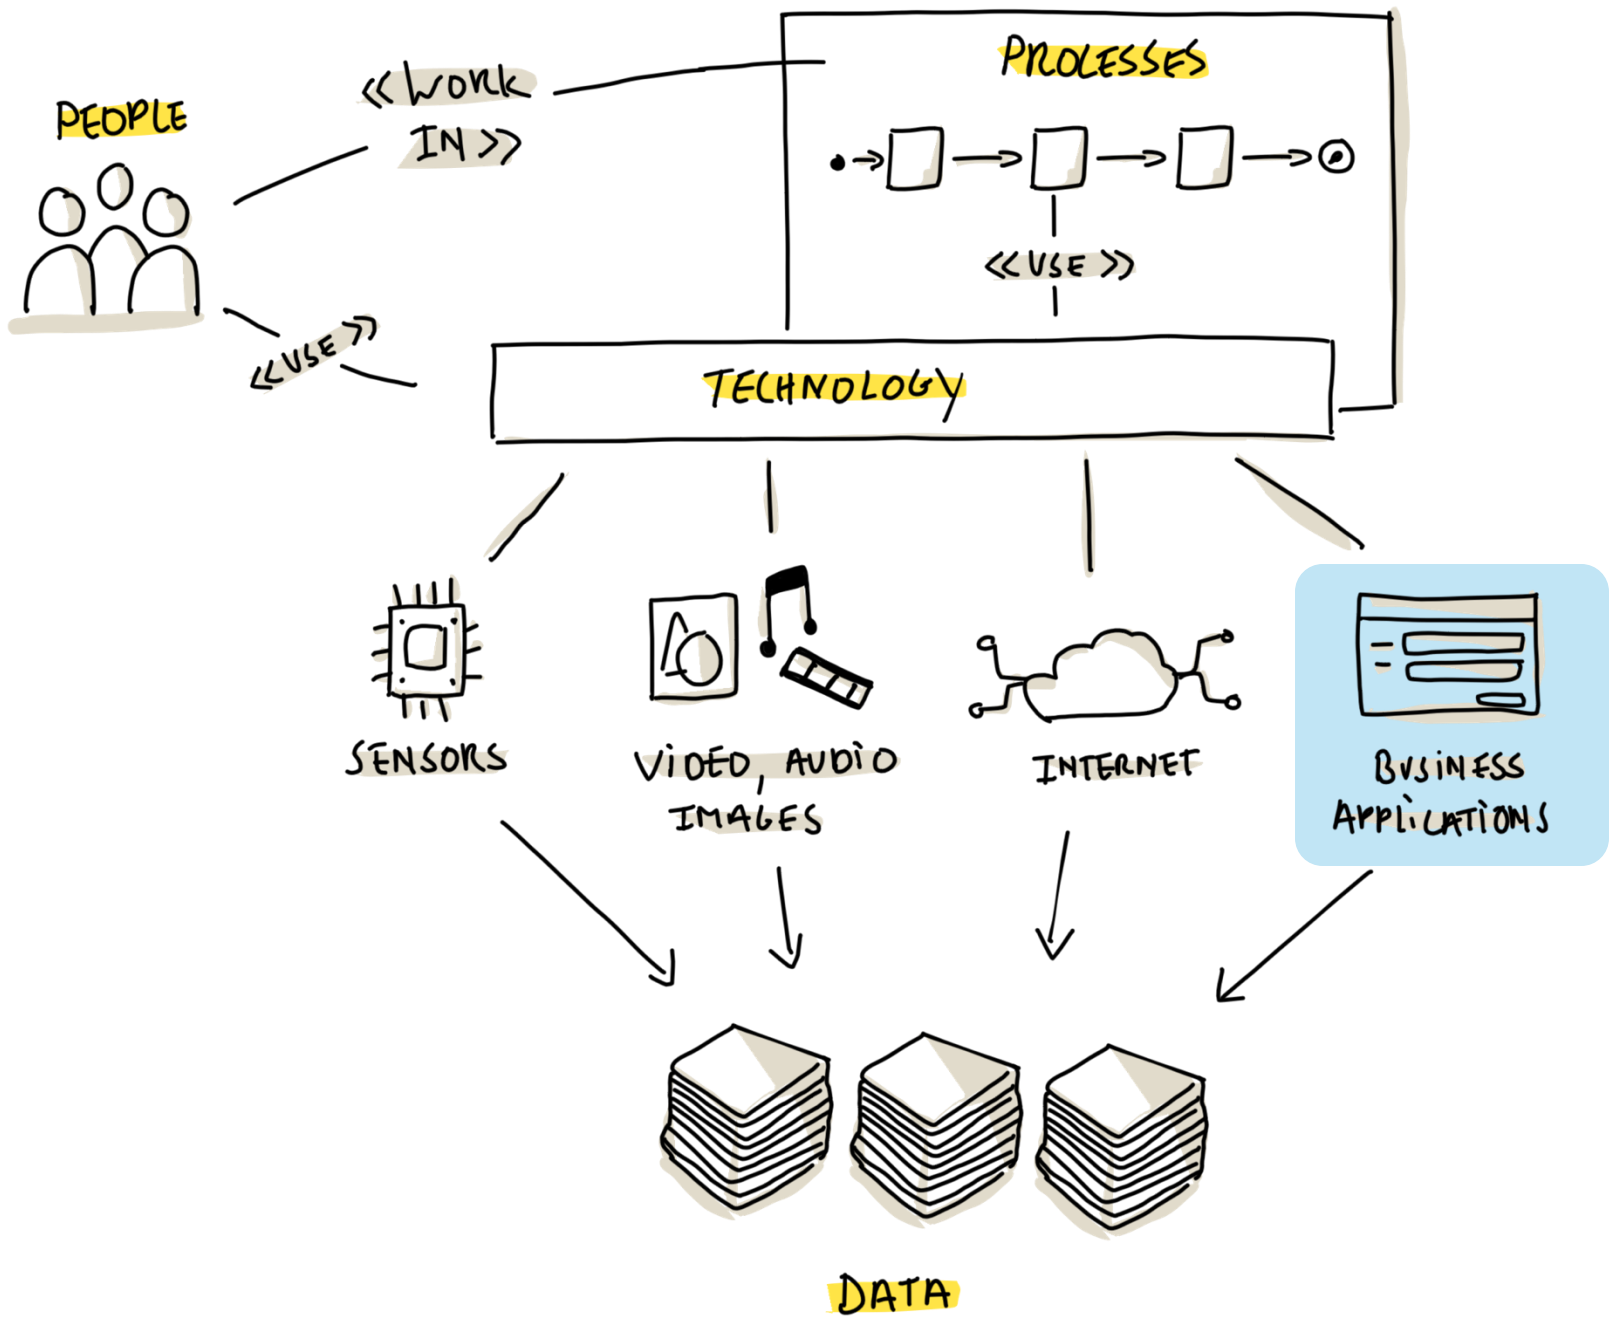 PEOPLE
<<WORK
IN>>
PROCESSES
<<USE>>
<<USE>>
TECHNOLOGY
SENSORS
VIDEO, AUDIO
IMAGES
INTERNET
BUSINESS
APPLICATIONS
DATA